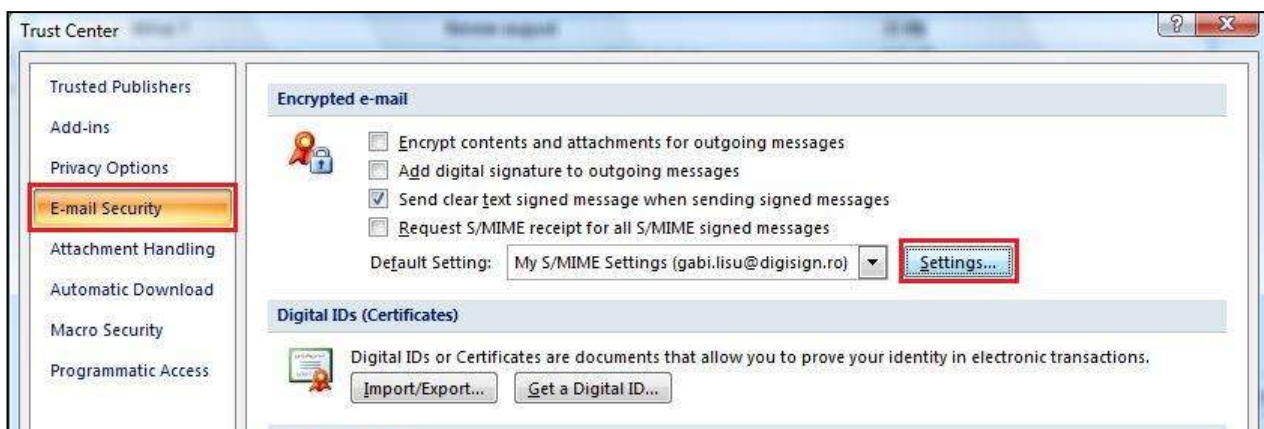 Trust Center
Trusted Publishers
Add-ins
Privacy Options
E-mail Security
Attachment Handling
Automatic Download
Macro Security
Programmatic Access
Encrypted e-mail
Encrypt contents and attachments for outgoing messages
Add digital signature to outgoing messages
Send clear text signed message when sending signed messages
Request S/MIME receipt for all S/MIME signed messages
Default Setting: My S/MIME Settings (gabi.lisu@digisign.ro) Settings...
Digital IDs (Certificates)
Digital IDs or Certificates are documents that allow you to prove your identity in electronic transactions.
Import/Export... Get a Digital ID...